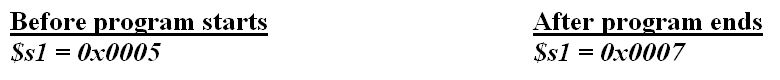 Before program starts After program ends
$s1 = 0x0005 $s1 = 0x0007